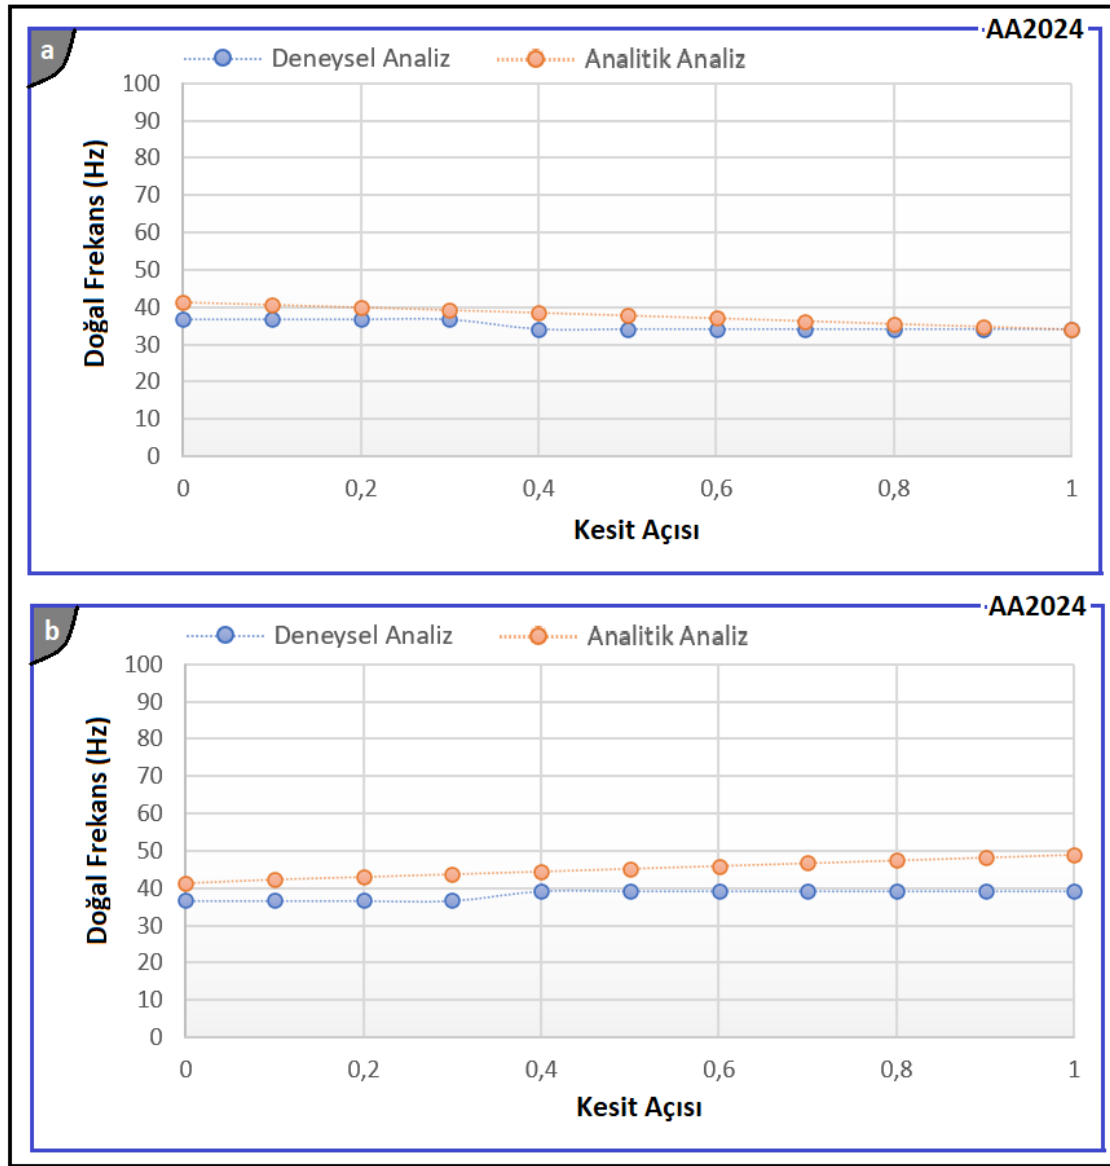 a
AA2024
Deneysel Analiz
Analitik Analiz
Doğal Frekans (Hz)
100
90
80
70
60
50
40
30
20
10
0
0 0,2 0,4 0,6 0,8 1
Kesit Açısı
b
AA2024
Deneysel Analiz
Analitik Analiz
Doğal Frekans (Hz)
100
90
80
70
60
50
40
30
20
10
0
0 0,2 0,4 0,6 0,8 1
Kesit Açısı